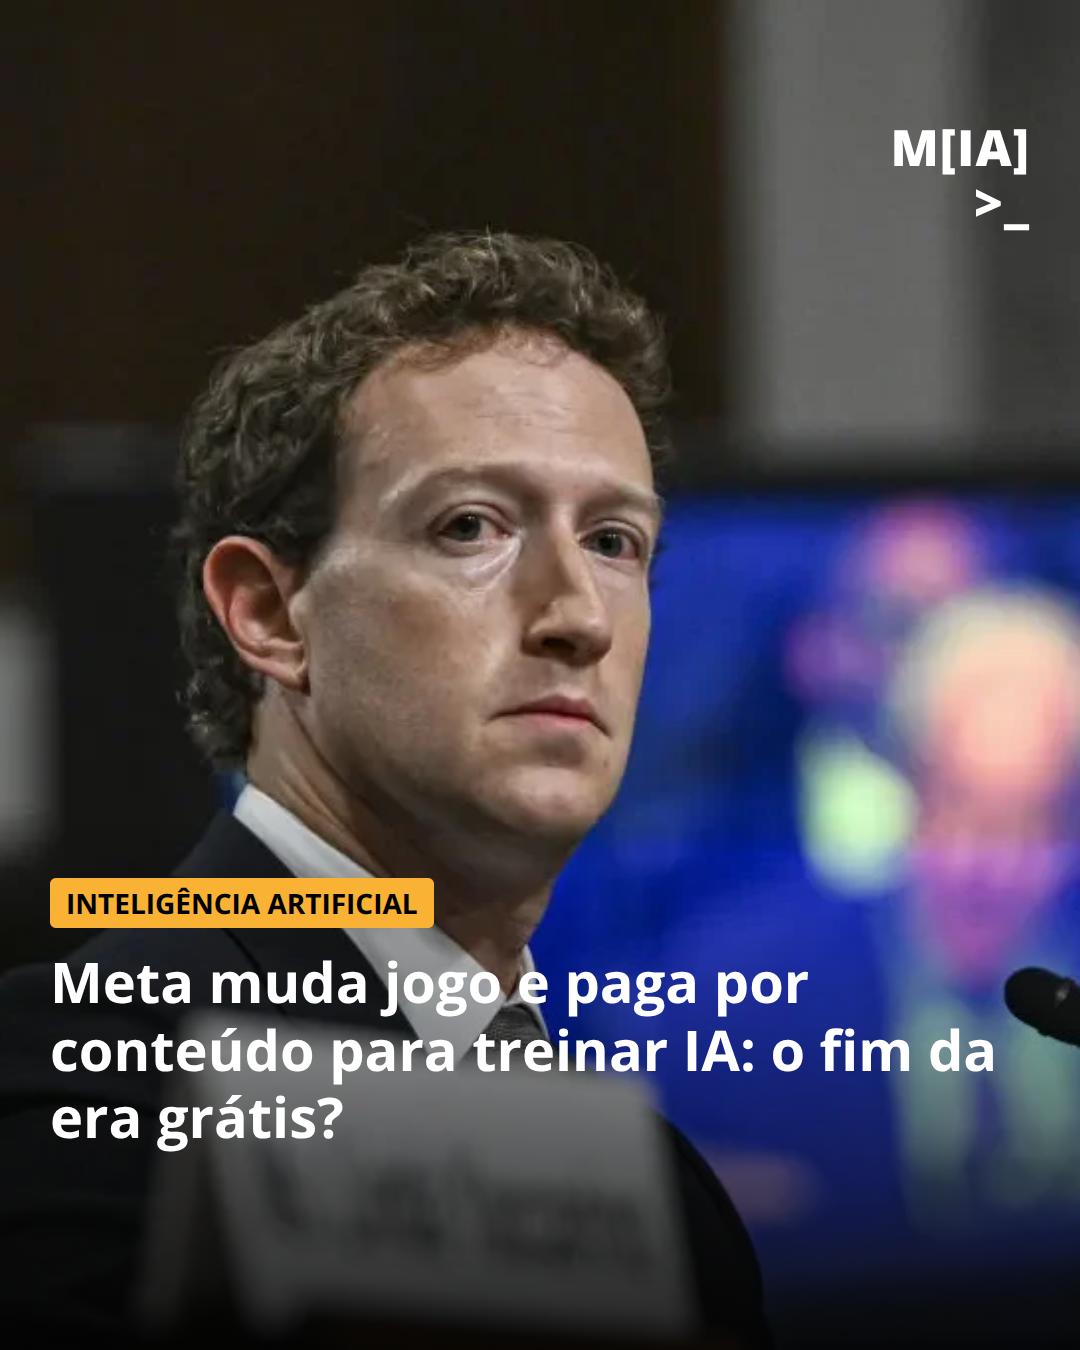 M[IA]
>_
INTELIGÊNCIA ARTIFICIAL
Meta muda jogo e paga por
conteúdo para treinar IA: o fim da
era grátis?